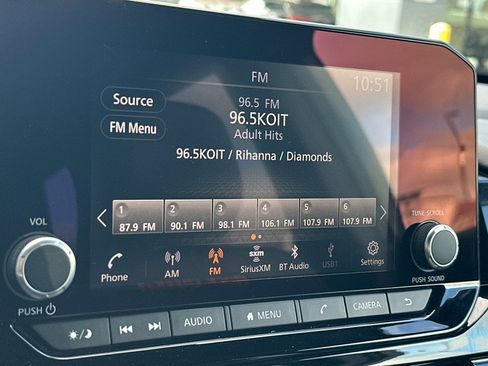 FM
10:51
Source
96.5 FM
96.5KOIT
FM Menu
Adult Hits
96.5KOIT / Rihanna / Diamonds
1 2 3 4 5 6
87.9 FM 90.1 FM 98.1 FM 106.1 FM 107.9 FM 107.9 FM
VOL
TUNE·SCROLL
sxm
Phone AM FM SiriusXM BT Audio USB1 Settings
PUSH
PUSH SOUND
AUDIO MENU CAMERA